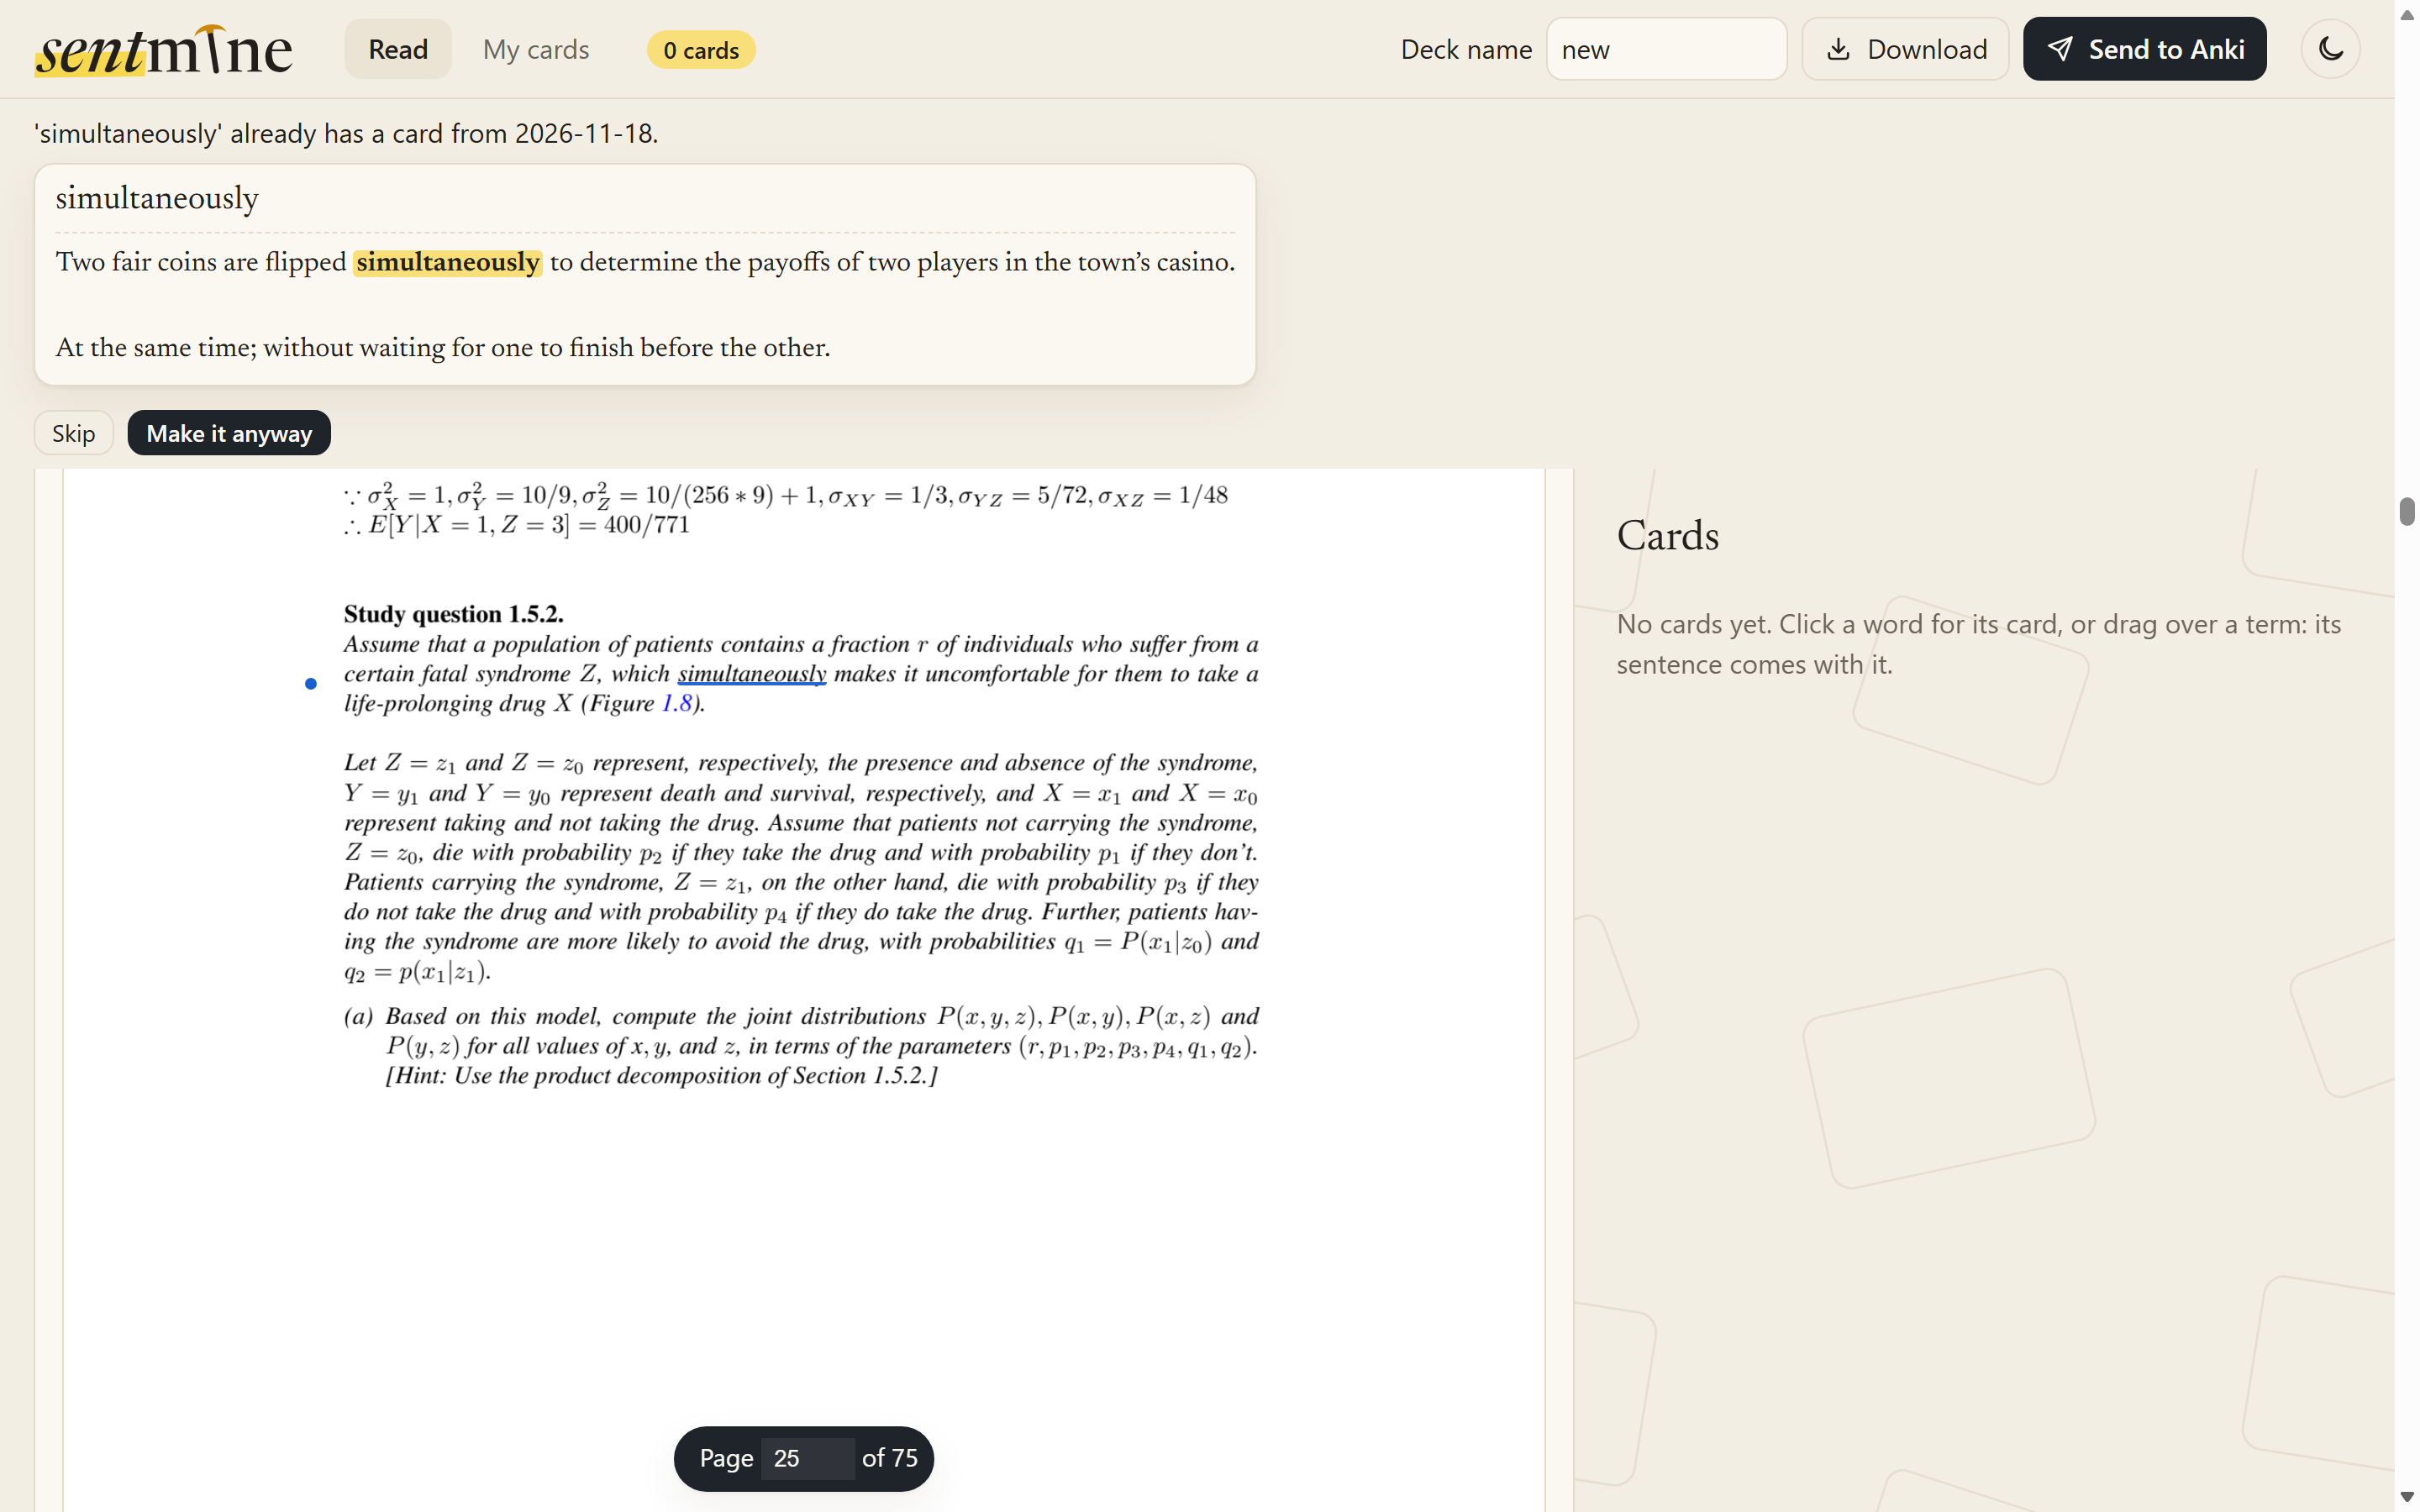 sentmine
Read
My cards
0 cards
Deck name
new
Download
Send to Anki
'simultaneously' already has a card from 2026-11-18.
simultaneously
Two fair coins are flipped simultaneously to determine the payoffs of two players in the town’s casino.
At the same time; without waiting for one to finish before the other.
Skip
Make it anyway
∵ σ²_X = 1, σ²_Y = 10/9, σ²_Z = 10/(256 ∗ 9) + 1, σ_XY = 1/3, σ_YZ = 5/72, σ_XZ = 1/48
∴ E[Y|X = 1, Z = 3] = 400/771
Study question 1.5.2.
Assume that a population of patients contains a fraction r of individuals who suffer from a
certain fatal syndrome Z, which simultaneously makes it uncomfortable for them to take a
life-prolonging drug X (Figure 1.8).
Let Z = z₁ and Z = z₀ represent, respectively, the presence and absence of the syndrome,
Y = y₁ and Y = y₀ represent death and survival, respectively, and X = x₁ and X = x₀
represent taking and not taking the drug. Assume that patients not carrying the syndrome,
Z = z₀, die with probability p₂ if they take the drug and with probability p₁ if they don’t.
Patients carrying the syndrome, Z = z₁, on the other hand, die with probability p₃ if they
do not take the drug and with probability p₄ if they do take the drug. Further, patients hav-
ing the syndrome are more likely to avoid the drug, with probabilities q₁ = P(x₁|z₀) and
q₂ = p(x₁|z₁).
(a) Based on this model, compute the joint distributions P(x, y, z), P(x, y), P(x, z) and
P(y, z) for all values of x, y, and z, in terms of the parameters (r, p₁, p₂, p₃, p₄, q₁, q₂).
[Hint: Use the product decomposition of Section 1.5.2.]
Page 25 of 75
Cards
No cards yet. Click a word for its card, or drag over a term: its
sentence comes with it.